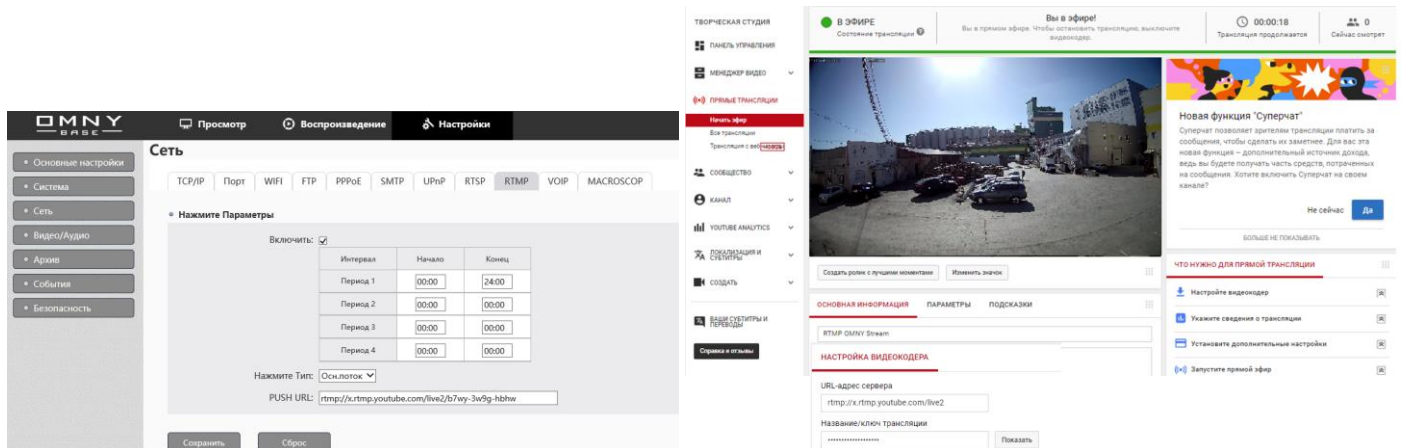 OMNY
BASE
Просмотр
Воспроизведение
Настройки
Основные настройки
Система
Сеть
Видео/Аудио
Архив
События
Безопасность
Сеть
TCP/IP Порт WIFI FTP PPPoE SMTP UPnP RTSP RTMP VOIP MACROSCOP
Нажмите Параметры
Включить:
Интервал Начало Конец
Период 1 00:00 24:00
Период 2 00:00 00:00
Период 3 00:00 00:00
Период 4 00:00 00:00
Нажмите Тип: Осн.поток
PUSH URL: rtmp://x.rtmp.youtube.com/live2/b7wy-3w9g-hbhw
Сохранить Сброс
ТВОРЧЕСКАЯ СТУДИЯ
ПАНЕЛЬ УПРАВЛЕНИЯ
МЕНЕДЖЕР ВИДЕО
ПРЯМЫЕ ТРАНСЛЯЦИИ
Начать эфир
Все трансляции
Трансляция с веб
СООБЩЕСТВО
КАНАЛ
YOUTUBE ANALYTICS
ЛОКАЛИЗАЦИЯ И
СУБТИТРЫ
СОЗДАТЬ
ВАШИ СУБТИТРЫ И
ПЕРЕВОДЫ
Справка и отзывы
В ЭФИРЕ
Состояние трансляции
Вы в эфире!
Вы в прямом эфире. Чтобы остановить трансляцию, выключите
видеокодер.
00:00:18
Трансляция продолжается
0
Сейчас смотрят
Создать ролик с лучшими моментами
Изменить значок
ОСНОВНАЯ ИНФОРМАЦИЯ ПАРАМЕТРЫ ПОДСКАЗКИ
RTMP OMNY Stream
НАСТРОЙКА ВИДЕОКОДЕРА
URL-адрес сервера
rtmp://x.rtmp.youtube.com/live2
Название/ключ трансляции
Показать
Новая функция "Суперчат"
Суперчат позволяет зрителям трансляции платить за
сообщения, чтобы сделать их заметнее. Для вас эта
новая функция – дополнительный источник дохода,
ведь вы будете получать часть средств, потраченных
на сообщения. Хотите включить Суперчат на своем
канале?
Не сейчас Да
БОЛЬШЕ НЕ ПОКАЗЫВАТЬ
ЧТО НУЖНО ДЛЯ ПРЯМОЙ ТРАНСЛЯЦИИ
Настройте видеокодер
Укажите сведения о трансляции
Установите дополнительные настройки
Запустите прямой эфир